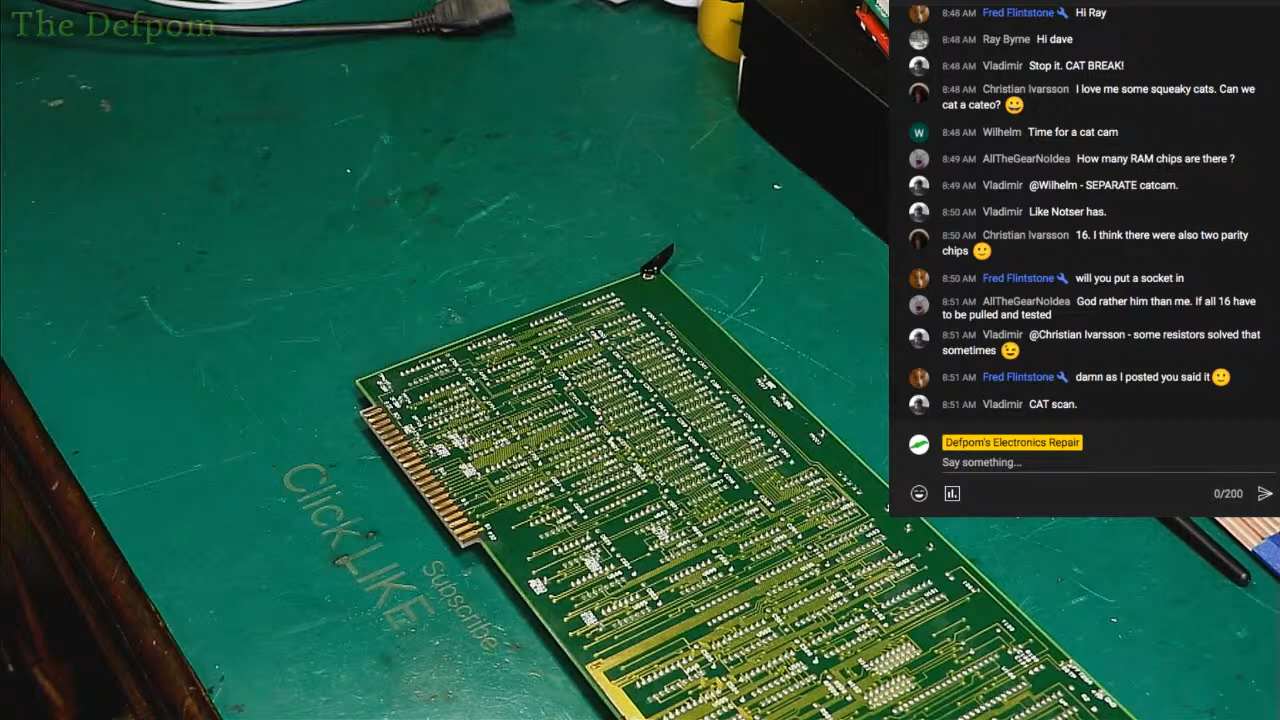 The Defpom
8:48 AM Fred Flintstone Hi Ray
8:48 AM Ray Byrne Hi dave
8:48 AM Vladimir Stop it. CAT BREAK!
8:48 AM Christian Ivarsson I love me some squeaky cats. Can we
cat a cateo? 😀
W 8:48 AM Wilhelm Time for a cat cam
8:49 AM AllTheGearNoIdea How many RAM chips are there ?
8:49 AM Vladimir @Wilhelm - SEPARATE catcam.
8:50 AM Vladimir Like Notser has.
8:50 AM Christian Ivarsson 16. I think there were also two parity
chips 🙂
8:50 AM Fred Flintstone will you put a socket in
8:51 AM AllTheGearNoIdea God rather him than me. If all 16 have
to be pulled and tested
8:51 AM Vladimir @Christian Ivarsson - some resistors solved that
sometimes 😉
8:51 AM Fred Flintstone damn as I posted you said it 🙂
8:51 AM Vladimir CAT scan.
Defpom's Electronics Repair
Say something...
0/200
Click LIKE
Subscribe